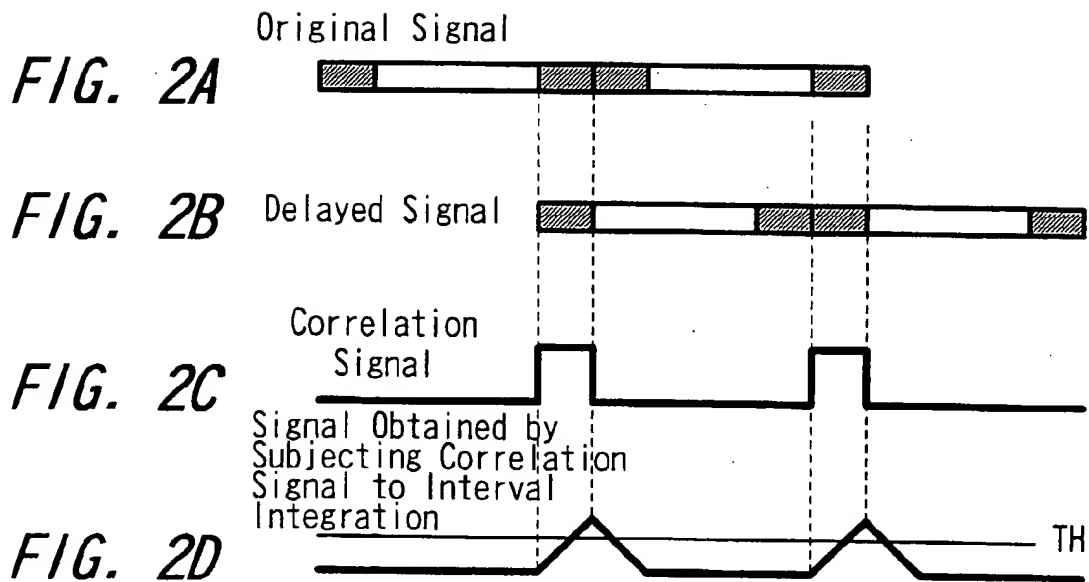 Original Signal
FIG. 2A
FIG. 2B
Delayed Signal
Correlation
Signal
FIG. 2C
Signal Obtained by
Subjecting Correlation
Signal to Interval
Integration
TH
FIG. 2D